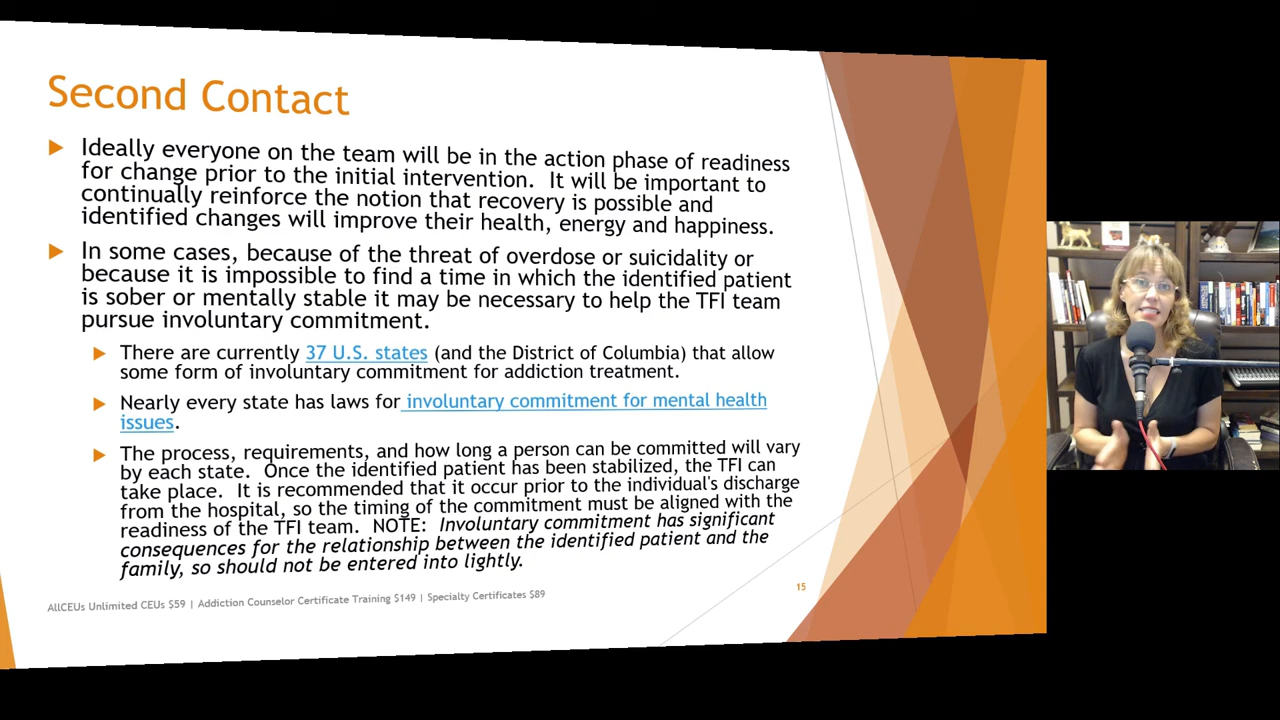 Second Contact
Ideally everyone on the team will be in the action phase of readiness
for change prior to the initial intervention. It will be important to
continually reinforce the notion that recovery is possible and
identified changes will improve their health, energy and happiness.
In some cases, because of the threat of overdose or suicidality or
because it is impossible to find a time in which the identified patient
is sober or mentally stable it may be necessary to help the TFI team
pursue involuntary commitment.
There are currently 37 U.S. states (and the District of Columbia) that allow
some form of involuntary commitment for addiction treatment.
Nearly every state has laws for involuntary commitment for mental health
issues.
The process, requirements, and how long a person can be committed will vary
by each state. Once the identified patient has been stabilized, the TFI can
take place. It is recommended that it occur prior to the individual's discharge
from the hospital, so the timing of the commitment must be aligned with the
readiness of the TFI team. NOTE: Involuntary commitment has significant
consequences for the relationship between the identified patient and the
family, so should not be entered into lightly.
AllCEUs Unlimited CEUs $59 | Addiction Counselor Certificate Training $149 | Specialty Certificates $89
15